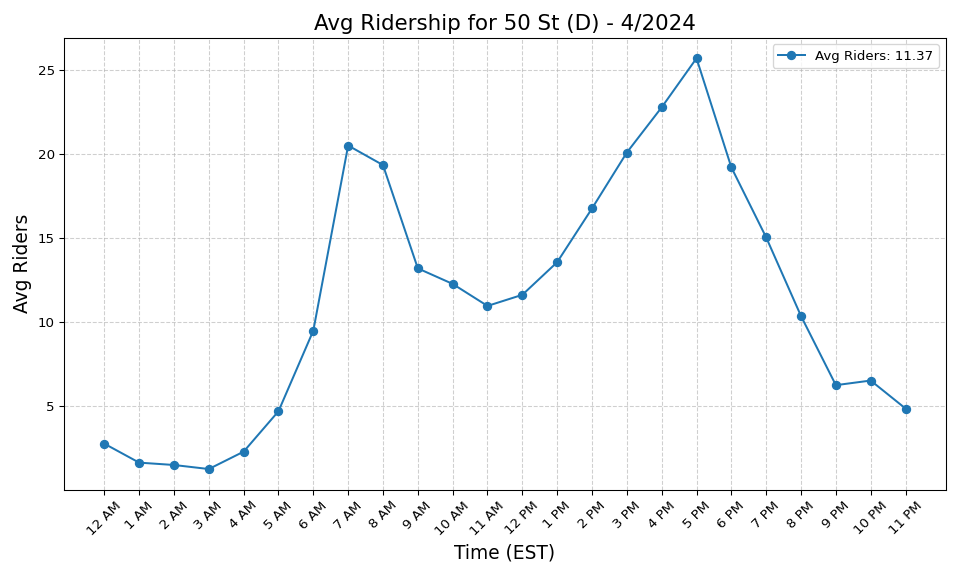 Avg Ridership for 50 St (D) - 4/2024
Avg Riders: 11.37
25
20
15
10
5
Avg Riders
12 AM
1 AM
2 AM
3 AM
4 AM
5 AM
6 AM
7 AM
8 AM
9 AM
10 AM
11 AM
12 PM
1 PM
2 PM
3 PM
4 PM
5 PM
6 PM
7 PM
8 PM
9 PM
10 PM
11 PM
Time (EST)